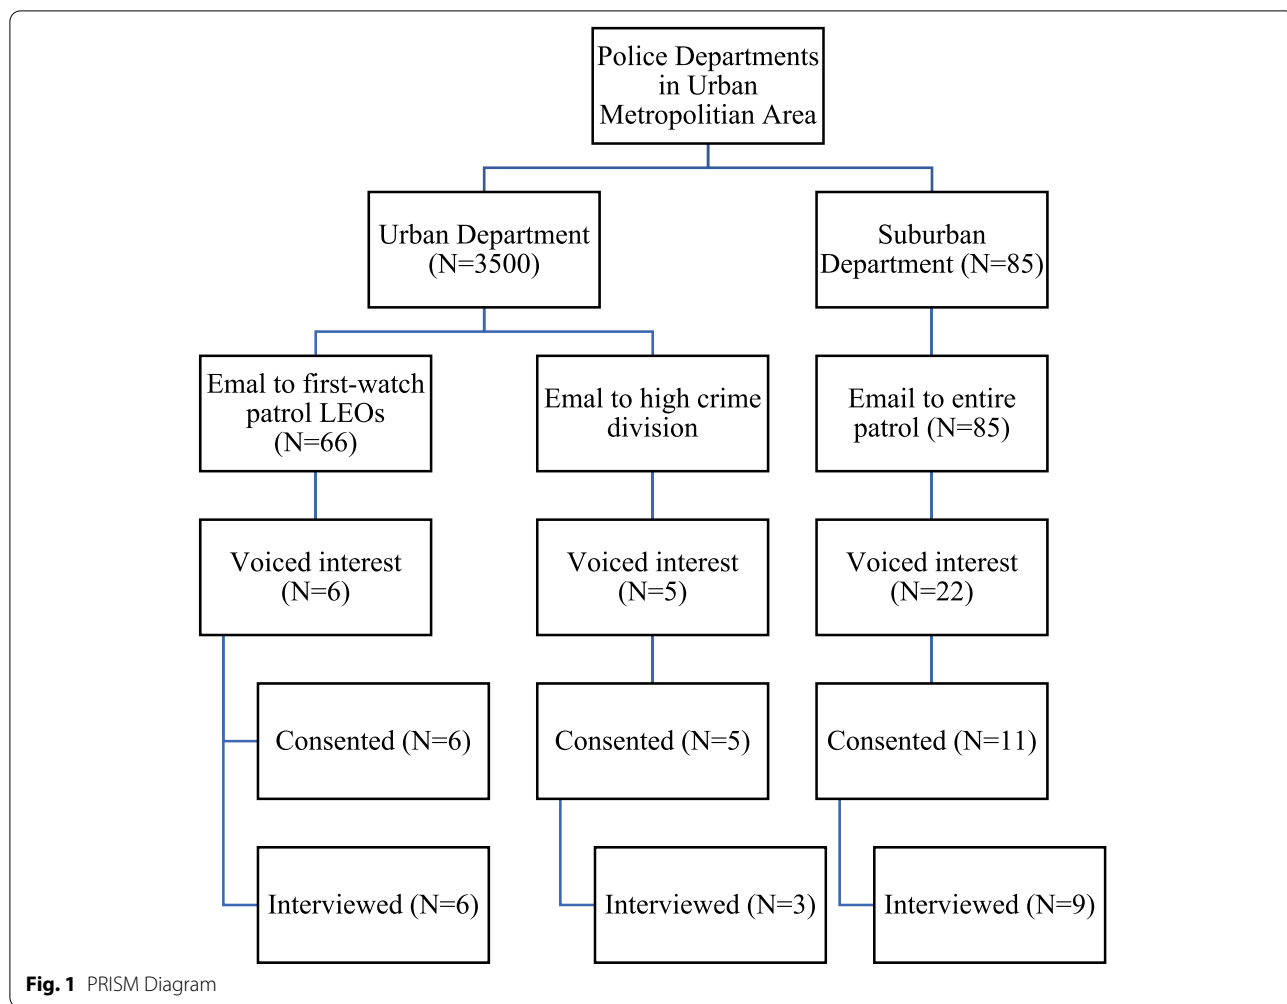 Police Departments
in Urban
Metropolitian Area
Urban Department
(N=3500)
Suburban
Department (N=85)
Emal to first-watch
patrol LEOs
(N=66)
Emal to high crime
division
Email to entire
patrol (N=85)
Voiced interest
(N=6)
Voiced interest
(N=5)
Voiced interest
(N=22)
Consented (N=6)
Consented (N=5)
Consented (N=11)
Interviewed (N=6)
Interviewed (N=3)
Interviewed (N=9)
Fig. 1 PRISM Diagram